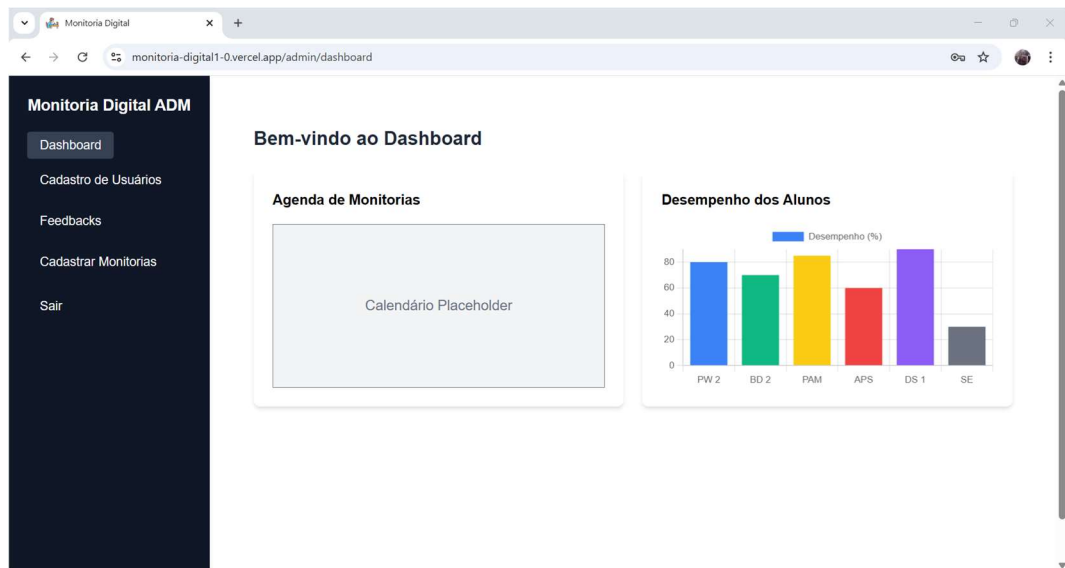 Monitoria Digital
monitoria-digital1-0.vercel.app/admin/dashboard
Monitoria Digital ADM
Dashboard
Cadastro de Usuários
Feedbacks
Cadastrar Monitorias
Sair
Bem-vindo ao Dashboard
Agenda de Monitorias
Calendário Placeholder
Desempenho dos Alunos
Desempenho (%)
80
60
40
20
0
PW 2 BD 2 PAM APS DS 1 SE